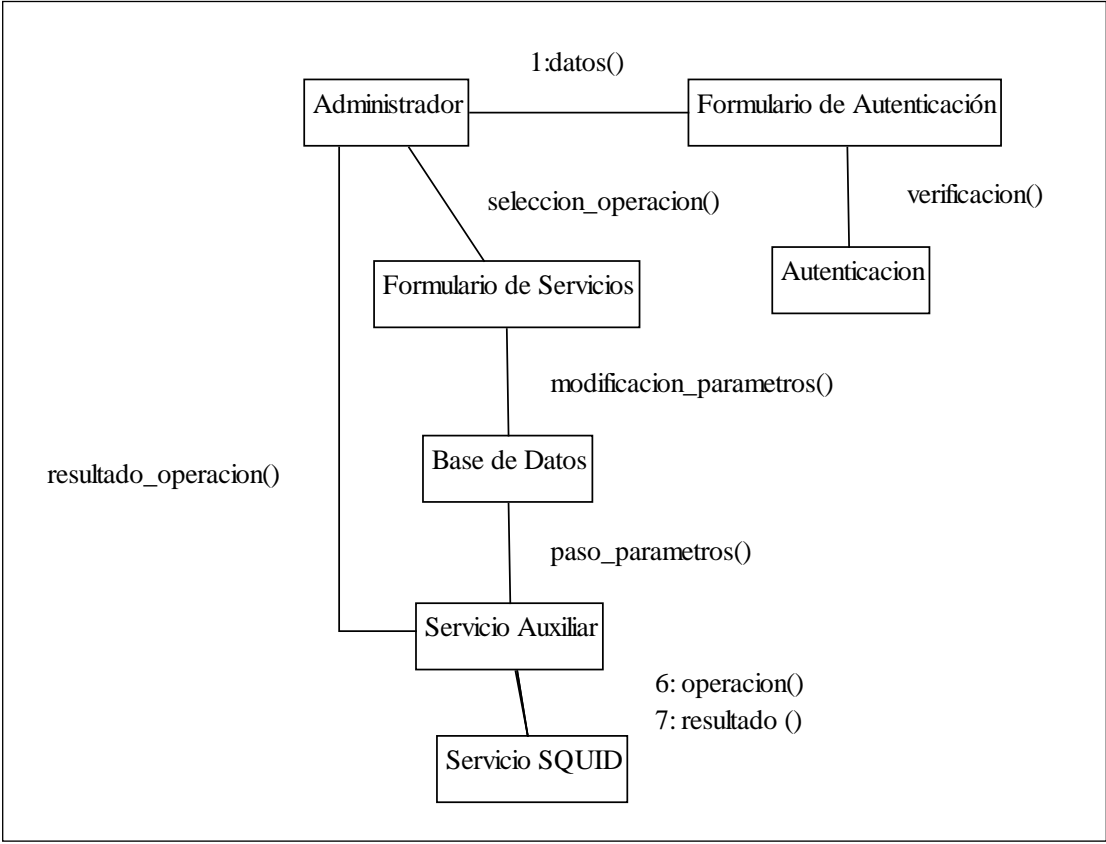 1:datos()
Administrador
Formulario de Autenticación
seleccion_operacion()
verificacion()
Formulario de Servicios
Autenticacion
modificacion_parametros()
Base de Datos
resultado_operacion()
paso_parametros()
Servicio Auxiliar
6: operacion()
7: resultado ()
Servicio SQUID